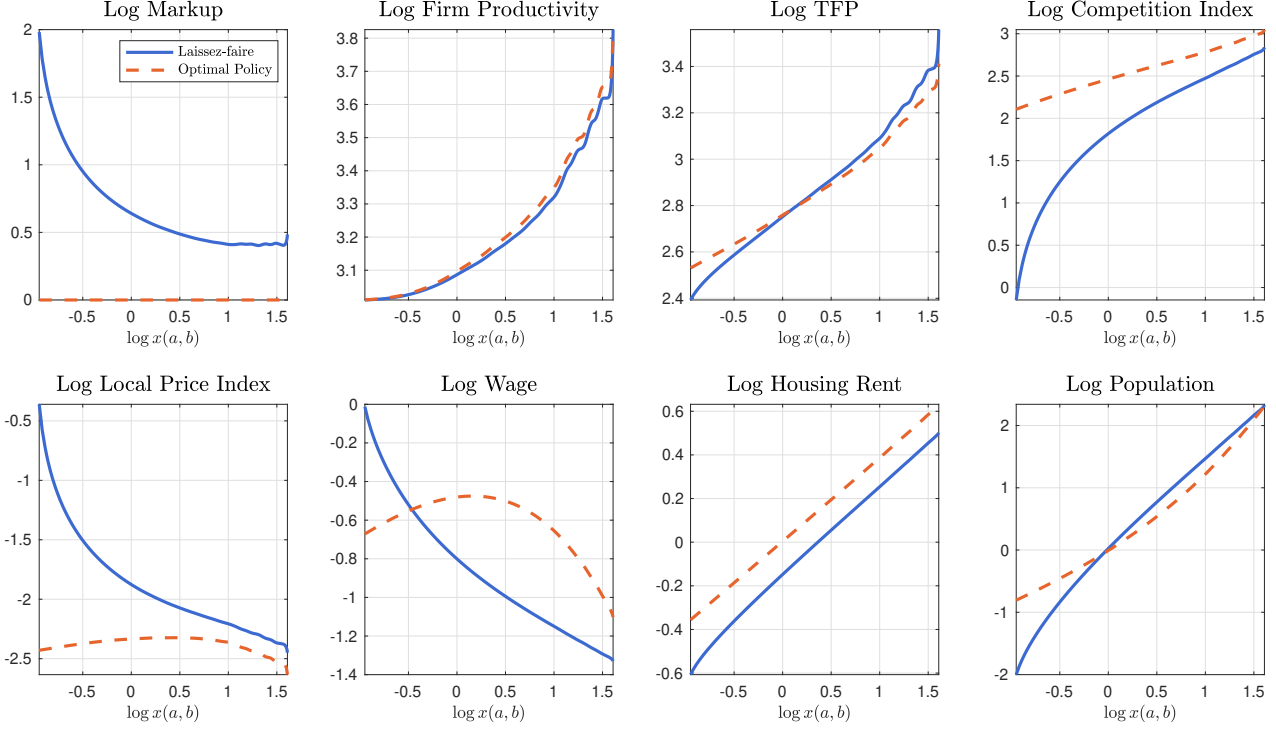 Log Markup
2
1.5
1
0.5
0
Laissez-faire
Optimal Policy
-0.5 0 0.5 1 1.5
log x(a, b)
Log Firm Productivity
3.8
3.7
3.6
3.5
3.4
3.3
3.2
3.1
-0.5 0 0.5 1 1.5
log x(a, b)
Log TFP
3.4
3.2
3
2.8
2.6
2.4
-0.5 0 0.5 1 1.5
log x(a, b)
Log Competition Index
3
2.5
2
1.5
1
0.5
0
-0.5 0 0.5 1 1.5
log x(a, b)
Log Local Price Index
-0.5
-1
-1.5
-2
-2.5
-0.5 0 0.5 1 1.5
log x(a, b)
Log Wage
0
-0.2
-0.4
-0.6
-0.8
-1
-1.2
-1.4
-0.5 0 0.5 1 1.5
log x(a, b)
Log Housing Rent
0.6
0.4
0.2
0
-0.2
-0.4
-0.6
-0.5 0 0.5 1 1.5
log x(a, b)
Log Population
2
1
0
-1
-2
-0.5 0 0.5 1 1.5
log x(a, b)